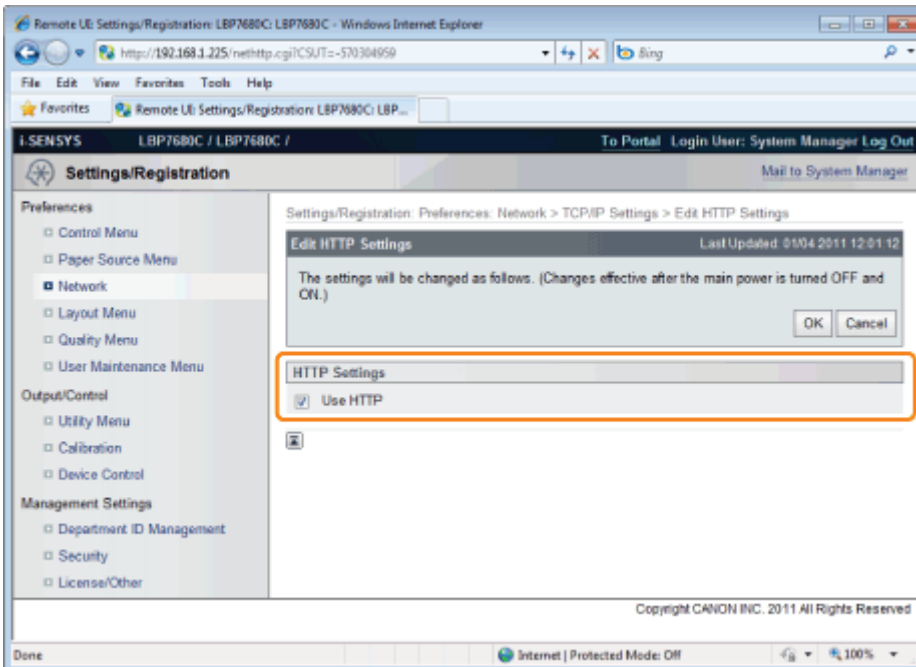 Remote UI: Settings/Registration: LBP7680C: LBP7680C - Windows Internet Explorer
http://192.168.1.225/nethttp.cgi?CSUT=-570304959
Bing
File Edit View Favorites Tools Help
Favorites Remote UI: Settings/Registration: LBP7680C: LBP...
i-SENSYS LBP7680C / LBP7680C / To Portal Login User: System Manager Log Out
Settings/Registration Mail to System Manager
Preferences
Control Menu
Paper Source Menu
Network
Layout Menu
Quality Menu
User Maintenance Menu
Output/Control
Utility Menu
Calibration
Device Control
Management Settings
Department ID Management
Security
License/Other
Settings/Registration: Preferences: Network > TCP/IP Settings > Edit HTTP Settings
Edit HTTP Settings Last Updated: 01/04 2011 12:01:12
The settings will be changed as follows. (Changes effective after the main power is turned OFF and
ON.)
OK Cancel
HTTP Settings
Use HTTP
Copyright CANON INC. 2011 All Rights Reserved
Done Internet | Protected Mode: Off 100%